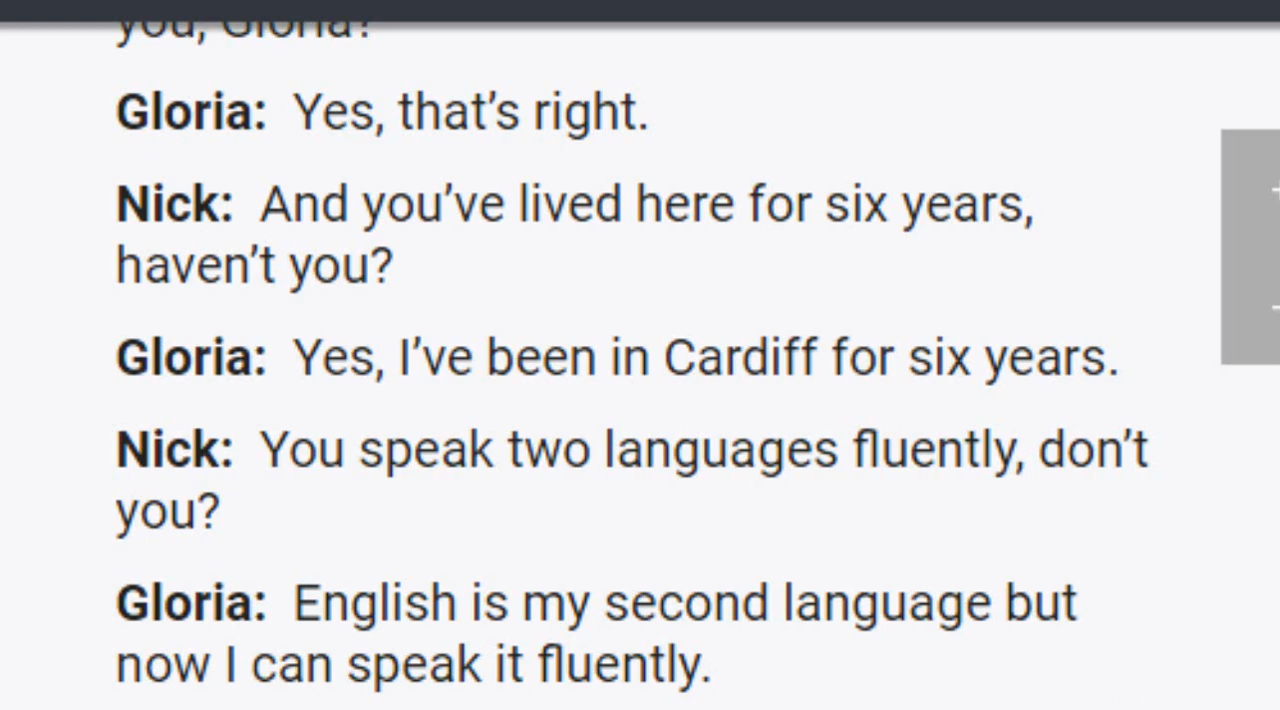 you, Gloria?
Gloria: Yes, that’s right.
Nick: And you’ve lived here for six years,
haven’t you?
Gloria: Yes, I’ve been in Cardiff for six years.
Nick: You speak two languages fluently, don’t
you?
Gloria: English is my second language but
now I can speak it fluently.